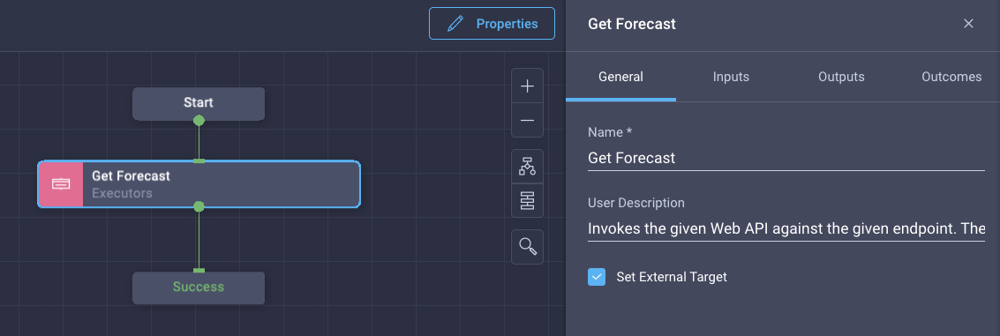 Properties
Start
Get Forecast
Executors
Success
Get Forecast
General Inputs Outputs Outcomes
Name *
Get Forecast
User Description
Invokes the given Web API against the given endpoint. The
Set External Target